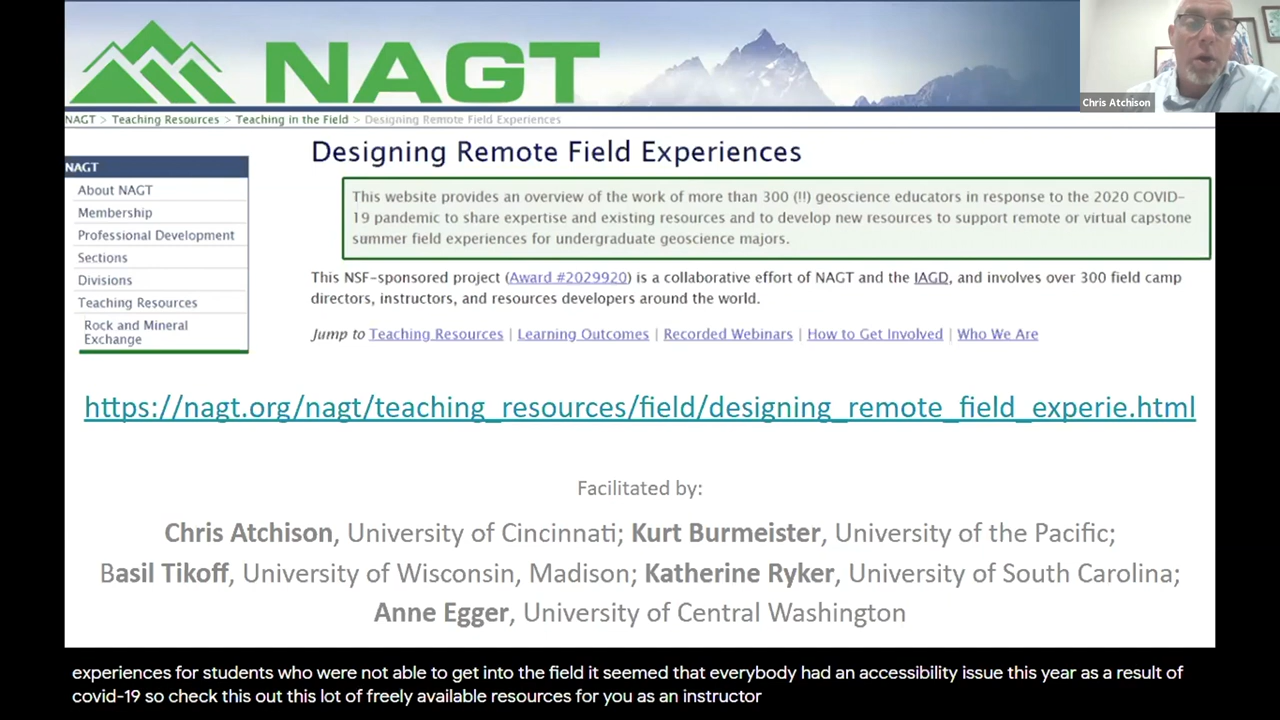 NAGT
Chris Atchison
NAGT > Teaching Resources > Teaching in the Field > Designing Remote Field Experiences
NAGT
About NAGT
Membership
Professional Development
Sections
Divisions
Teaching Resources
Rock and Mineral
Exchange
Designing Remote Field Experiences
This website provides an overview of the work of more than 300 (!!) geoscience educators in response to the 2020 COVID-
19 pandemic to share expertise and existing resources and to develop new resources to support remote or virtual capstone
summer field experiences for undergraduate geoscience majors.
This NSF-sponsored project (Award #2029920) is a collaborative effort of NAGT and the IAGD, and involves over 300 field camp
directors, instructors, and resources developers around the world.
Jump to Teaching Resources | Learning Outcomes | Recorded Webinars | How to Get Involved | Who We Are
https://nagt.org/nagt/teaching_resources/field/designing_remote_field_experie.html
Facilitated by:
Chris Atchison, University of Cincinnati; Kurt Burmeister, University of the Pacific;
Basil Tikoff, University of Wisconsin, Madison; Katherine Ryker, University of South Carolina;
Anne Egger, University of Central Washington
experiences for students who were not able to get into the field it seemed that everybody had an accessibility issue this year as a result of
covid-19 so check this out this lot of freely available resources for you as an instructor